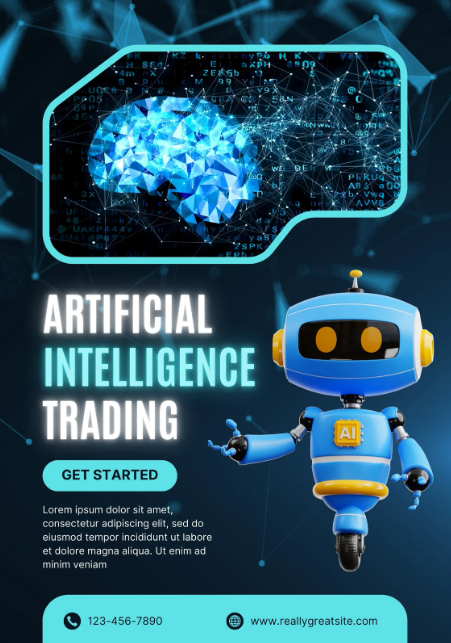 ARTIFICIAL
INTELLIGENCE
TRADING
AI
GET STARTED
Lorem ipsum dolor sit amet,
consectetur adipiscing elit, sed do
eiusmod tempor incididunt ut labore
et dolore magna aliqua. Ut enim ad
minim veniam
123-456-7890
www.reallygreatsite.com